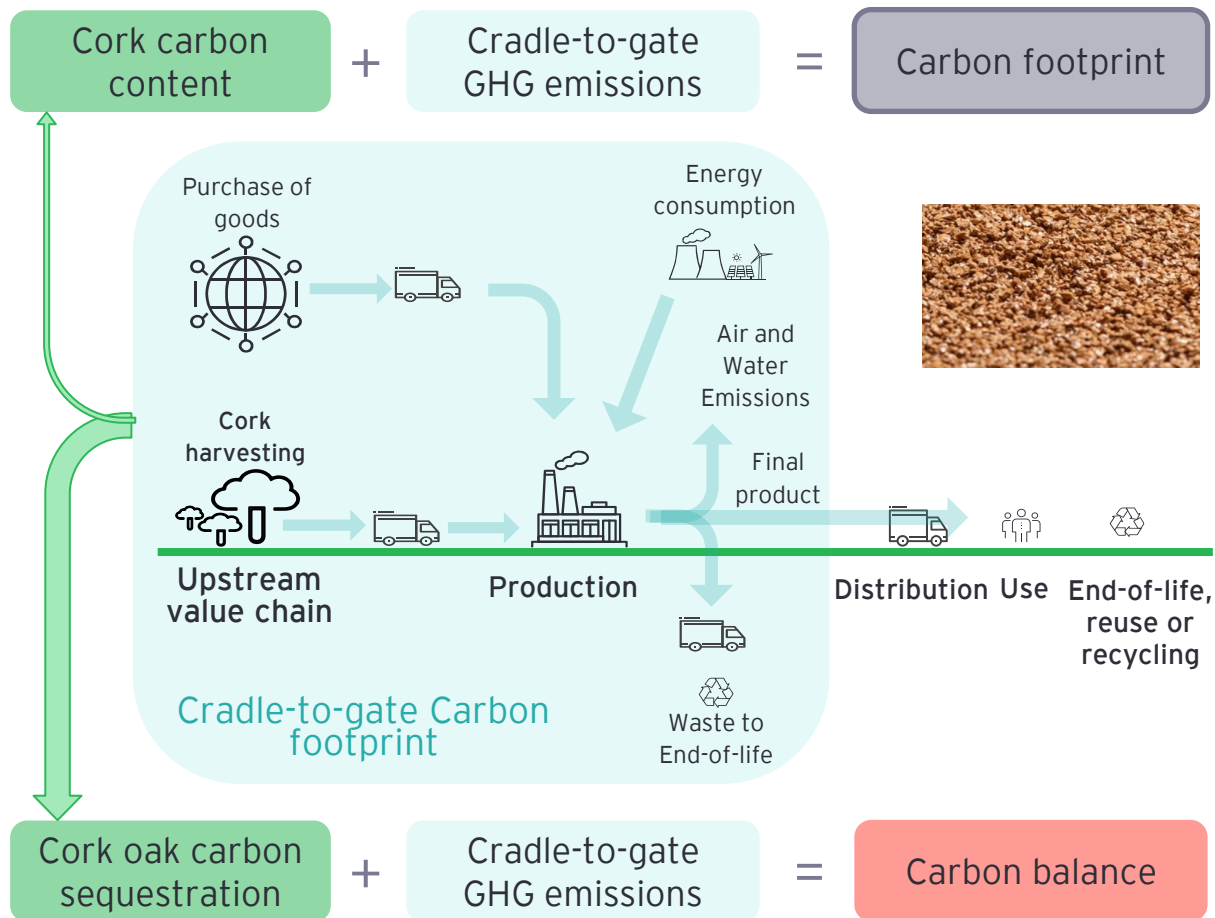 Cork carbon
content
+
Cradle-to-gate
GHG emissions
=
Carbon footprint
Purchase of
goods
Energy
consumption
Air and
Water
Emissions
Cork
harvesting
Final
product
Upstream
value chain
Production
Distribution
Use
End-of-life,
reuse or
recycling
Cradle-to-gate Carbon
footprint
Waste to
End-of-life
Cork oak carbon
sequestration
+
Cradle-to-gate
GHG emissions
=
Carbon balance